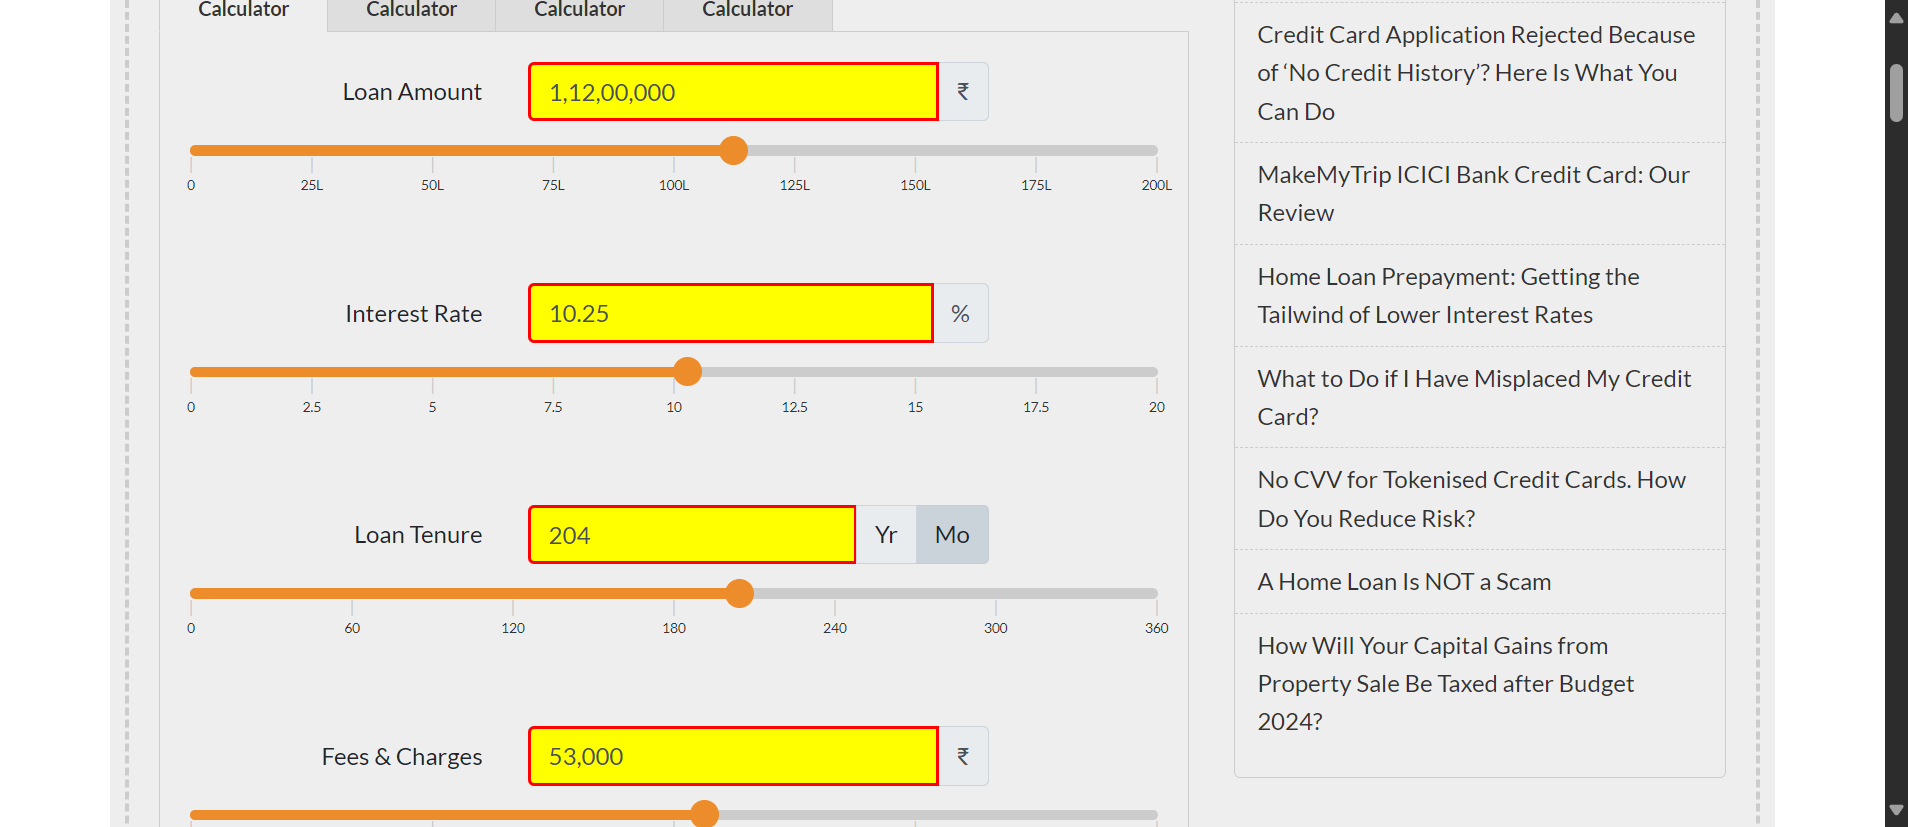 Calculator Calculator Calculator Calculator
Loan Amount 1,12,00,000 ₹
0 25L 50L 75L 100L 125L 150L 175L 200L
Interest Rate 10.25 %
0 2.5 5 7.5 10 12.5 15 17.5 20
Loan Tenure 204 Yr Mo
0 60 120 180 240 300 360
Fees & Charges 53,000 ₹
Credit Card Application Rejected Because
of ‘No Credit History’? Here Is What You
Can Do
MakeMyTrip ICICI Bank Credit Card: Our
Review
Home Loan Prepayment: Getting the
Tailwind of Lower Interest Rates
What to Do if I Have Misplaced My Credit
Card?
No CVV for Tokenised Credit Cards. How
Do You Reduce Risk?
A Home Loan Is NOT a Scam
How Will Your Capital Gains from
Property Sale Be Taxed after Budget
2024?